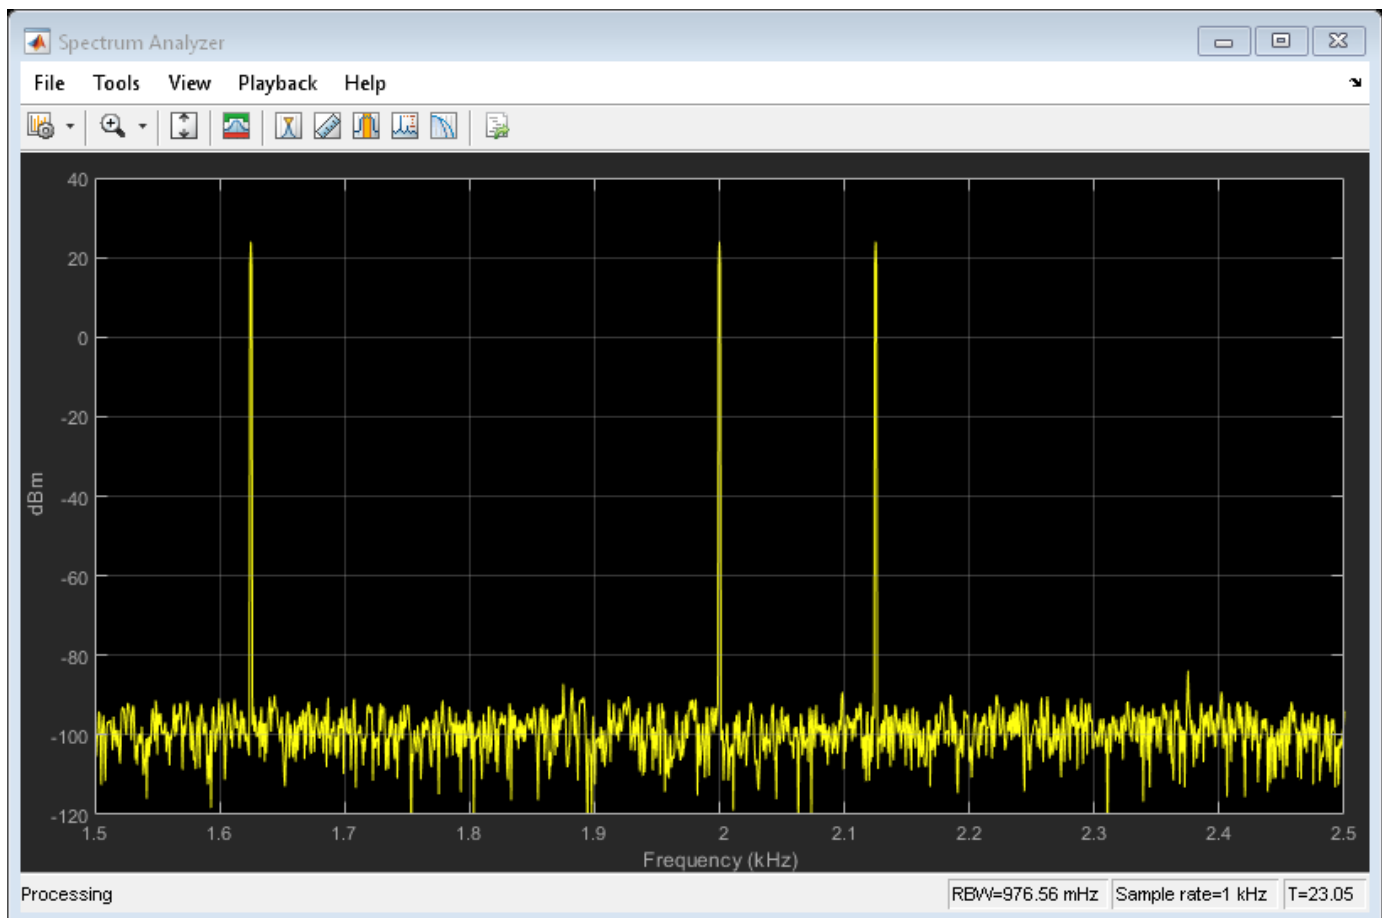 Spectrum Analyzer
File Tools View Playback Help
40
20
0
-20
-40
-60
-80
-100
-120
dBm
1.5 1.6 1.7 1.8 1.9 2 2.1 2.2 2.3 2.4 2.5
Frequency (kHz)
Processing RBW=976.56 mHz Sample rate=1 kHz T=23.05